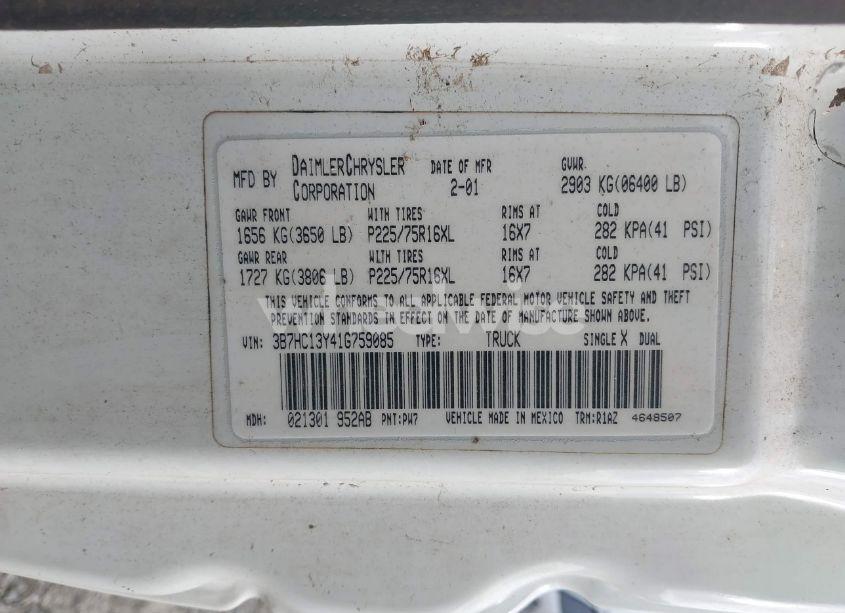 MFD BY DAIMLERCHRYSLER CORPORATION DATE OF MFR 2-01 GVWR 2903 KG(06400 LB)
GAWR FRONT WITH TIRES RIMS AT COLD
1656 KG(3650 LB) P225/75R16XL 16X7 282 KPA(41 PSI)
GAWR REAR WITH TIRES RIMS AT COLD
1727 KG(3806 LB) P225/75R16XL 16X7 282 KPA(41 PSI)
THIS VEHICLE CONFORMS TO ALL APPLICABLE FEDERAL MOTOR VEHICLE SAFETY AND THEFT
PREVENTION STANDARDS IN EFFECT ON THE DATE OF MANUFACTURE SHOWN ABOVE.
VIN: 3B7HC13Y41G759085 TYPE: TRUCK SINGLE X DUAL
MDH: 021301 952AB PNT:PW7 VEHICLE MADE IN MEXICO TRM:R1AZ 4648507